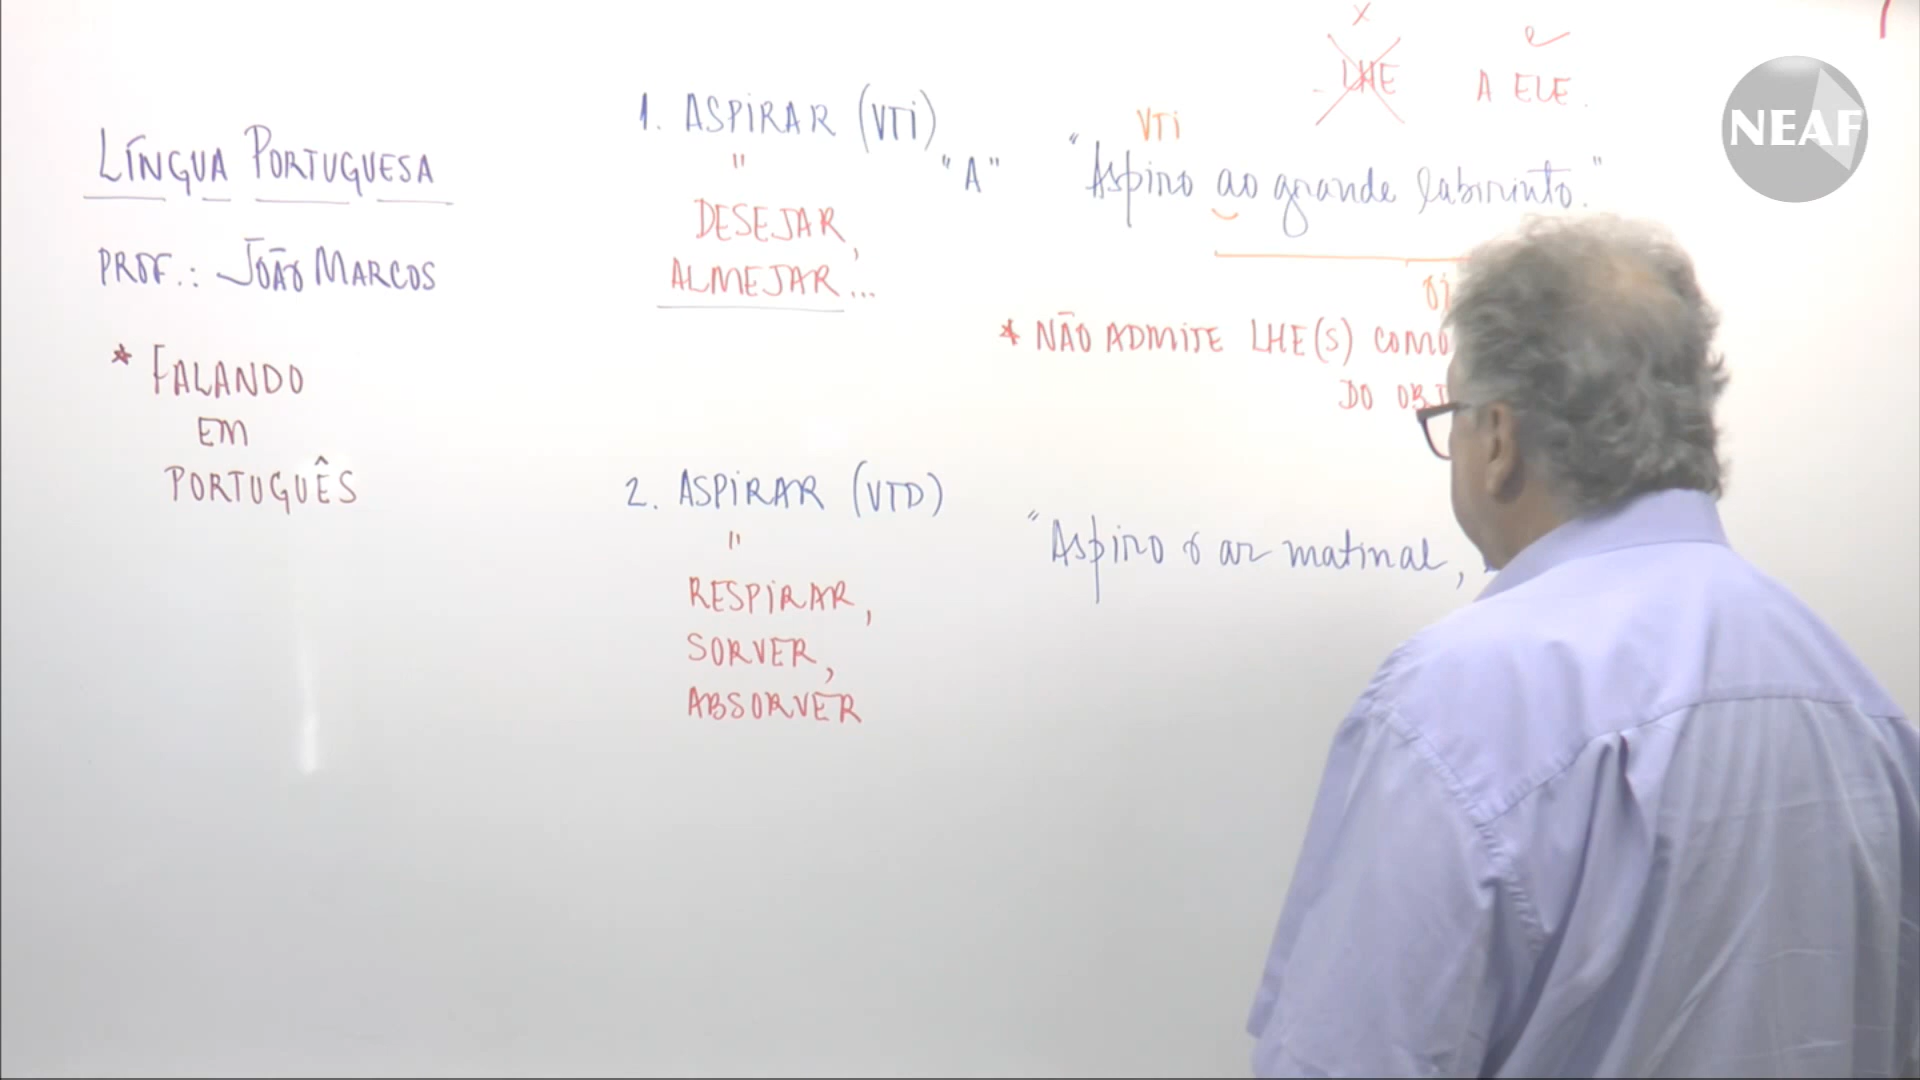 LÍNGUA PORTUGUESA
PROF.: JOÃO MARCOS
* FALANDO
EM
PORTUGUÊS
1. ASPIRAR (VTi)
"
"A"
DESEJAR,
ALMEJAR...
x
LHE
A ELE.
VTi
"Aspiro ao grande labirinto."
* NÃO ADMITE LHE(S) COMO
DO
2. ASPIRAR (VTD)
"
RESPIRAR,
SORVER,
ABSORVER
"Aspiro o ar matinal,
NEAF